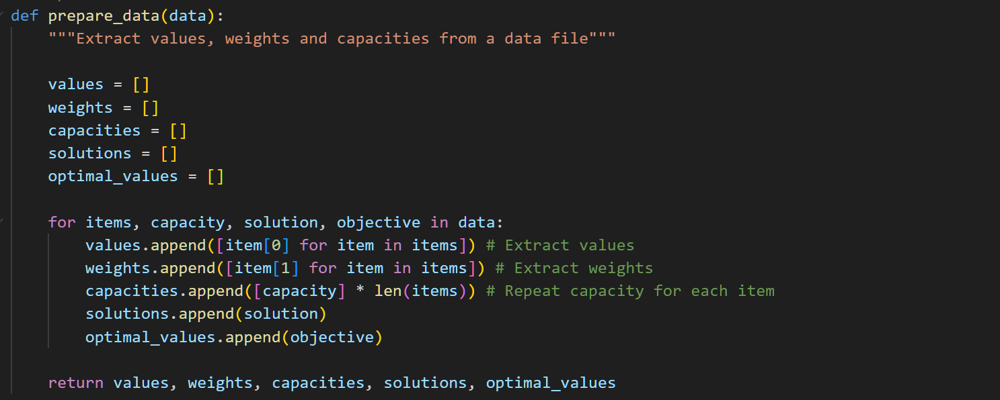 def prepare_data(data):
    """Extract values, weights and capacities from a data file"""

    values = []
    weights = []
    capacities = []
    solutions = []
    optimal_values = []

    for items, capacity, solution, objective in data:
        values.append([item[0] for item in items]) # Extract values
        weights.append([item[1] for item in items]) # Extract weights
        capacities.append([capacity] * len(items)) # Repeat capacity for each item
        solutions.append(solution)
        optimal_values.append(objective)

    return values, weights, capacities, solutions, optimal_values